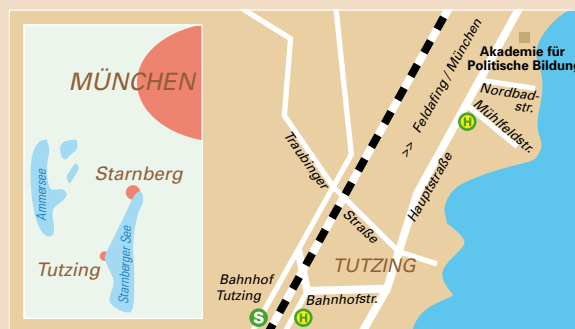 MÜNCHEN
Starnberg
Ammersee
Tutzing
Starnberger See
Akademie für
Politische Bildung
Nordbad-
str.
Mühlfeldstr.
>> Feldafing / München
H
Traubinger
Straße
Hauptstraße
TUTZING
Bahnhof
Tutzing
Bahnhofstr.
S
H